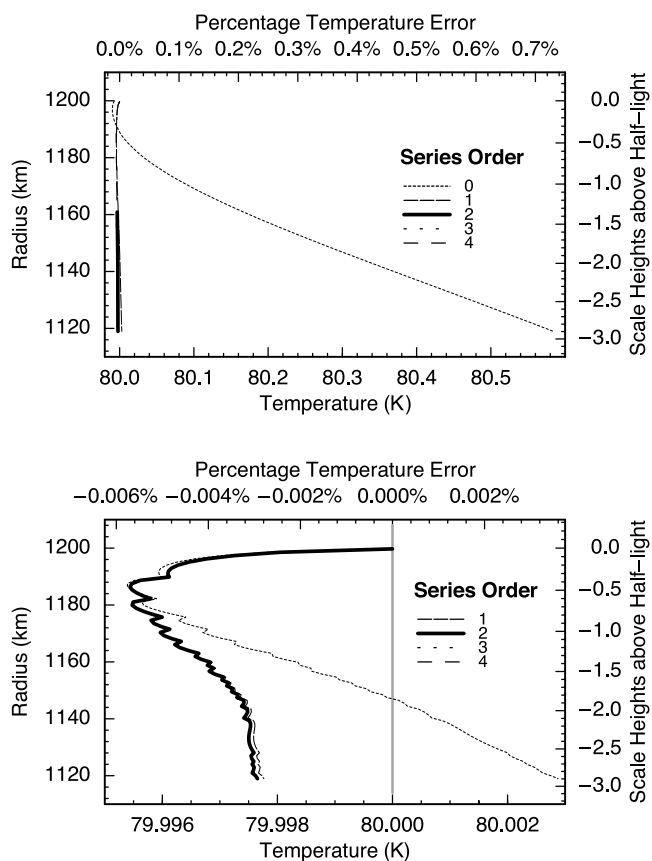 Percentage Temperature Error
0.0% 0.1% 0.2% 0.3% 0.4% 0.5% 0.6% 0.7%
Radius (km)
1200
1180
1160
1140
1120
Series Order
0
1
2
3
4
0.0
−0.5
−1.0
−1.5
−2.0
−2.5
−3.0
Scale Heights above Half−light
80.0 80.1 80.2 80.3 80.4 80.5
Temperature (K)
Percentage Temperature Error
−0.006% −0.004% −0.002% 0.000% 0.002%
Radius (km)
1200
1180
1160
1140
1120
Series Order
1
2
3
4
0.0
−0.5
−1.0
−1.5
−2.0
−2.5
−3.0
Scale Heights above Half−light
79.996 79.998 80.000 80.002
Temperature (K)